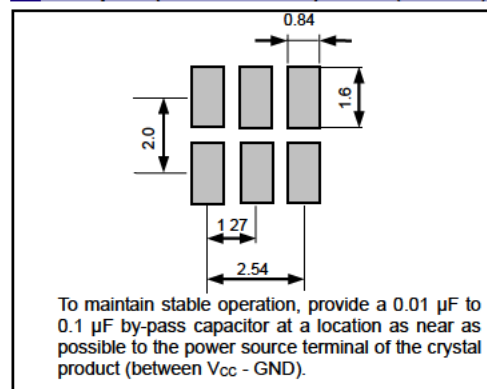 0.84
1.6
2.0
1 27
2.54
To maintain stable operation, provide a 0.01 µF to
0.1 µF by-pass capacitor at a location as near as
possible to the power source terminal of the crystal
product (between Vcc - GND).